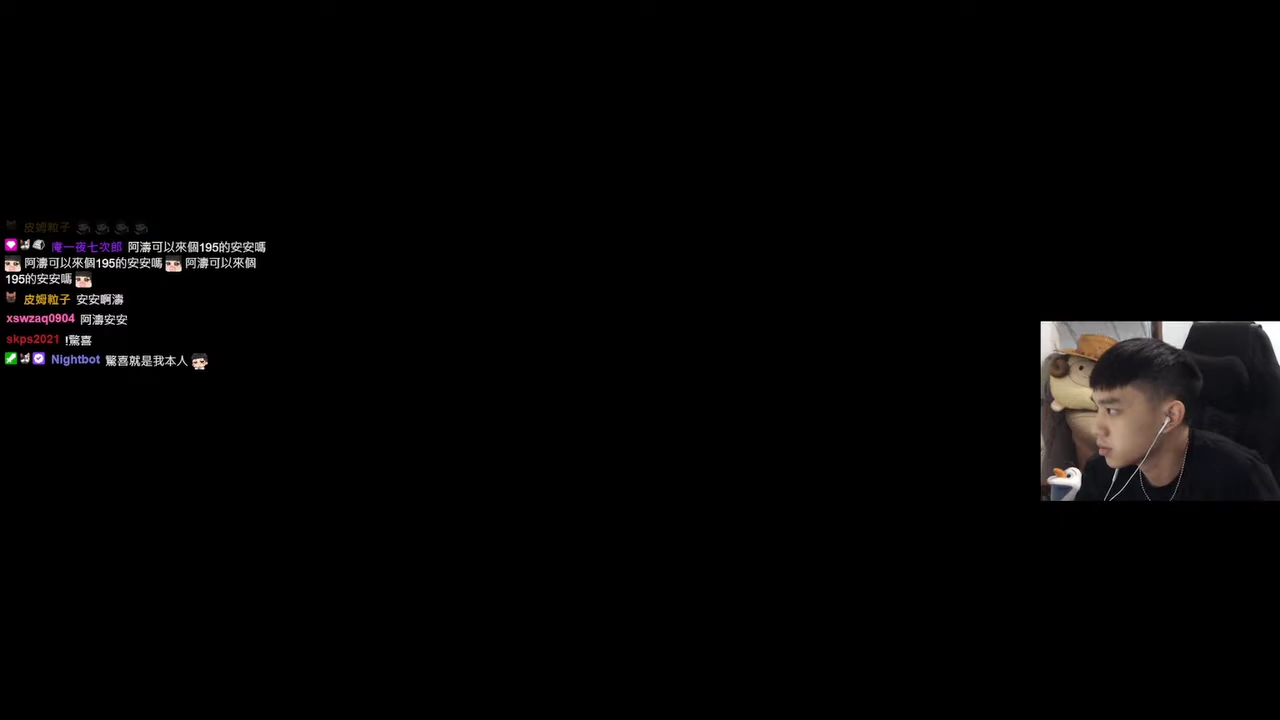 皮姆粒子
庵一夜七次郎 阿濤可以來個195的安安嗎
阿濤可以來個195的安安嗎 阿濤可以來個
195的安安嗎
皮姆粒子 安安啊濤
xswzaq0904 阿濤安安
skps2021 !驚喜
Nightbot 驚喜就是我本人